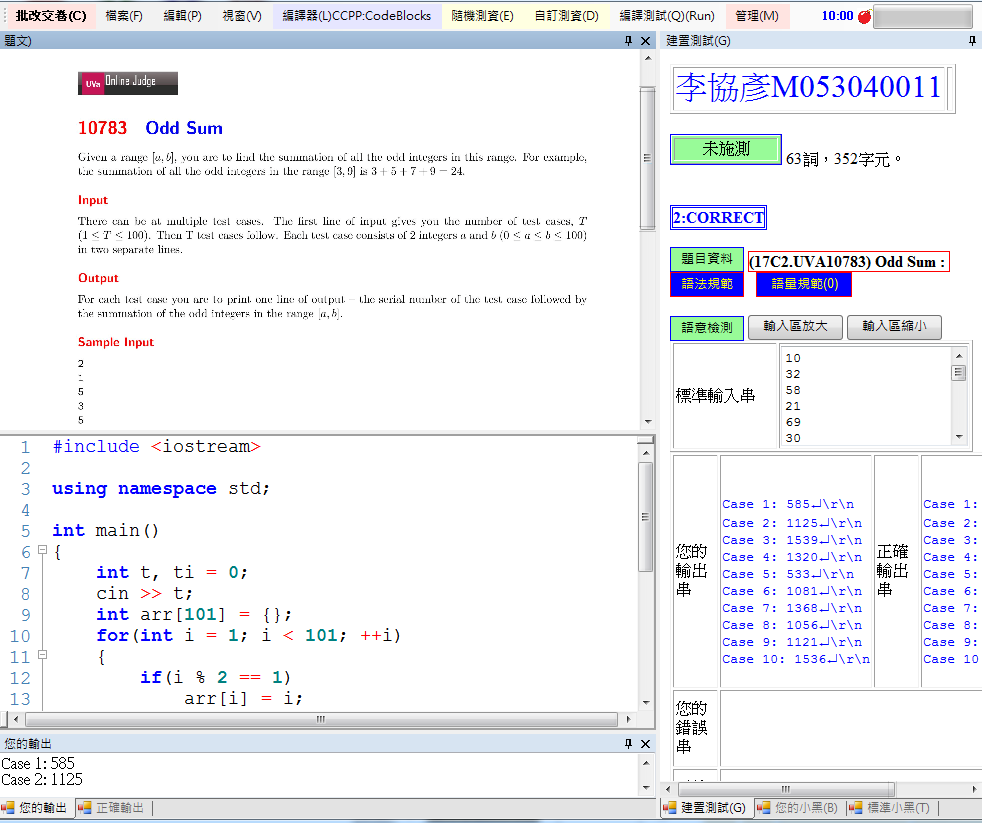 批改交卷(C) 檔案(F) 編輯(P) 視窗(V) 編譯器(L)CCPP:CodeBlocks 隨機測資(E) 自訂測資(D) 編譯測試(Q)(Run) 管理(M) 10:00
題文)
UVa Online Judge
10783 Odd Sum
Given a range [a, b], you are to find the summation of all the odd integers in this range. For example,
the summation of all the odd integers in the range [3, 9] is 3 + 5 + 7 + 9 = 24.
Input
There can be at multiple test cases. The first line of input gives you the number of test cases, T
(1 ≤ T ≤ 100). Then T test cases follow. Each test case consists of 2 integers a and b (0 ≤ a ≤ b ≤ 100)
in two separate lines.
Output
For each test case you are to print one line of output – the serial number of the test case followed by
the summation of the odd integers in the range [a, b].
Sample Input
2
1
5
3
5
1 #include <iostream>
2
3 using namespace std;
4
5 int main()
6 {
7 int t, ti = 0;
8 cin >> t;
9 int arr[101] = {};
10 for(int i = 1; i < 101; ++i)
11 {
12 if(i % 2 == 1)
13 arr[i] = i;
您的輸出
Case 1: 585
Case 2: 1125
您的輸出 正確輸出
建置測試(G)
李協彥M053040011
未施測 63詞，352字元。
2:CORRECT
題目資料 (17C2.UVA10783) Odd Sum :
語法規範 語量規範(0)
語意檢測 輸入區放大 輸入區縮小
標準輸入串
10
32
58
21
69
30
您的輸出串
Case 1: 585↵\r\n
Case 2: 1125↵\r\n
Case 3: 1539↵\r\n
Case 4: 1320↵\r\n
Case 5: 533↵\r\n
Case 6: 1081↵\r\n
Case 7: 1368↵\r\n
Case 8: 1056↵\r\n
Case 9: 1121↵\r\n
Case 10: 1536↵\r\n
正確輸出串
Case 1:
Case 2:
Case 3:
Case 4:
Case 5:
Case 6:
Case 7:
Case 8:
Case 9:
Case 10
您的錯誤串
建置測試(G) 您的小黑(B) 標準小黑(T)